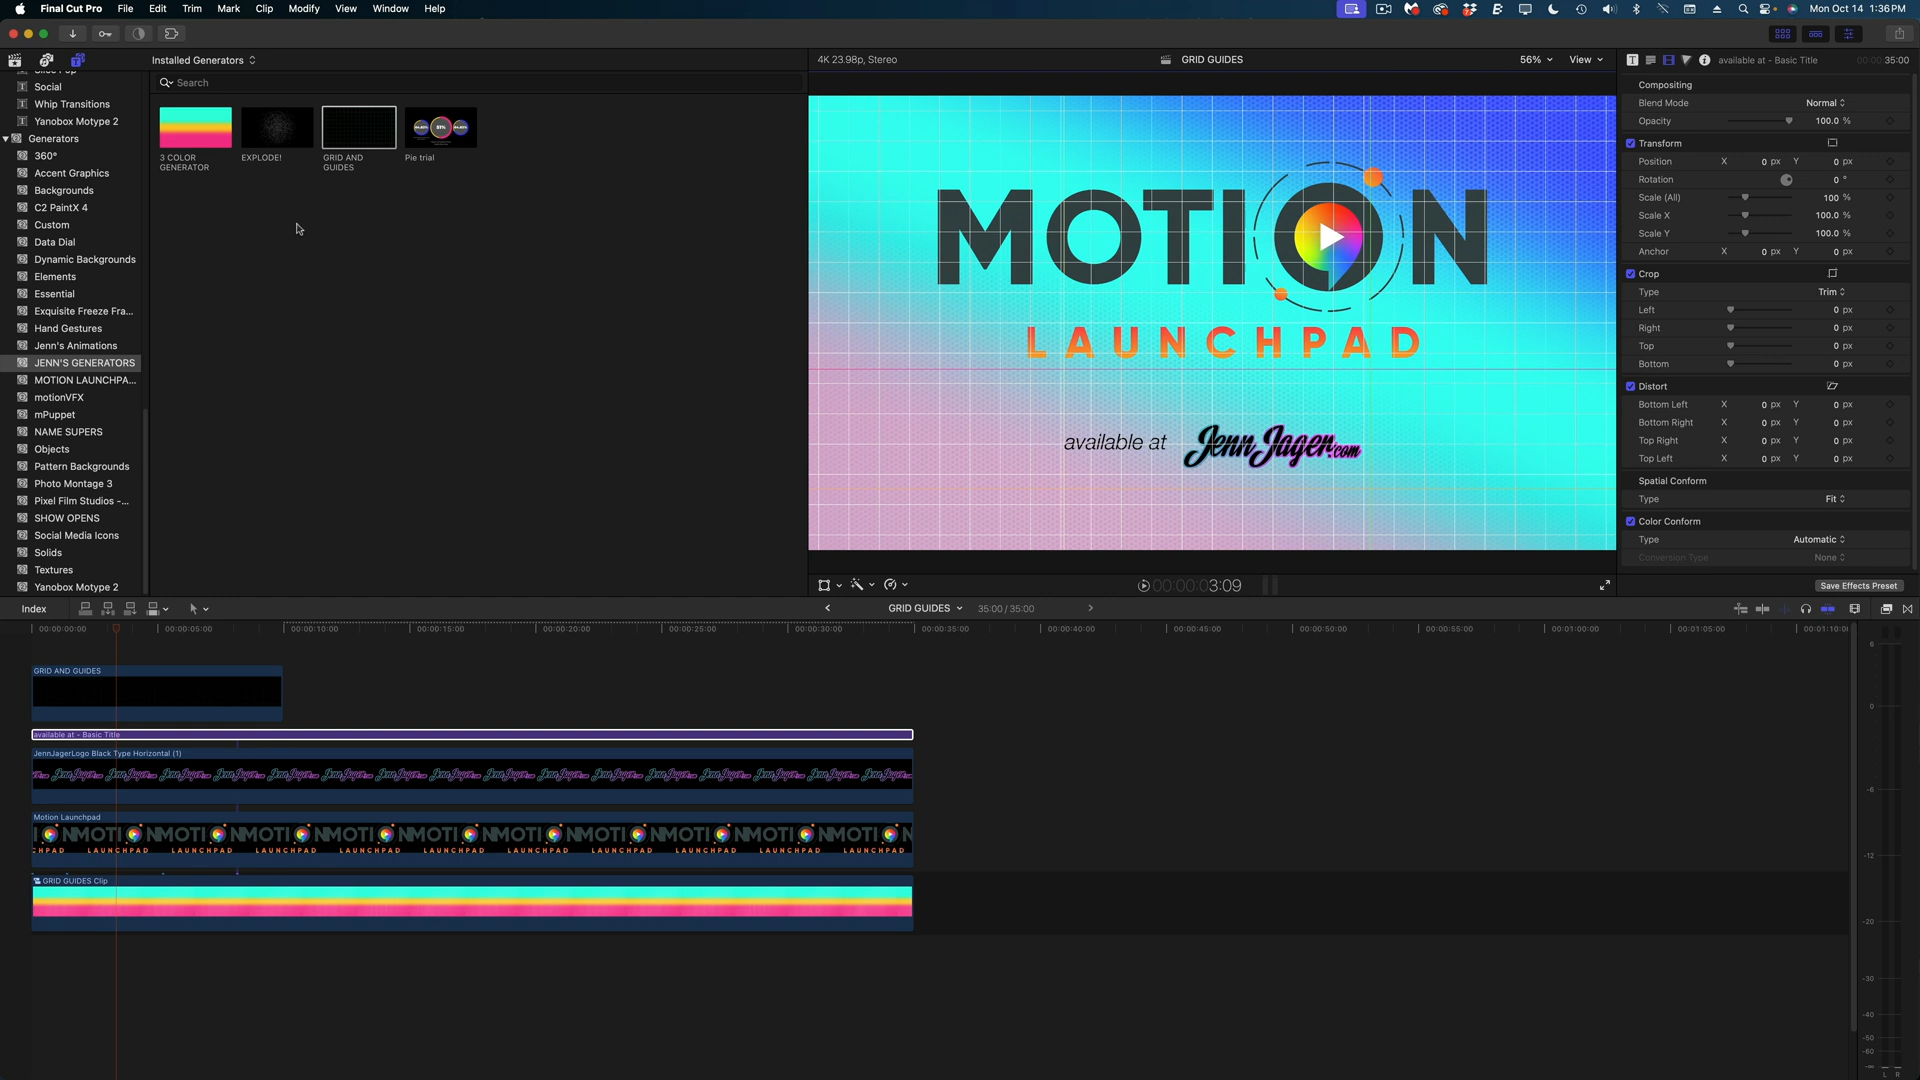 Final Cut Pro File Edit Trim Mark Clip Modify View Window Help Mon Oct 14 1:36PM
Installed Generators 4K 23.98p, Stereo GRID GUIDES 56% View available at - Basic Title 00:00:35:00
Search
Social
Whip Transitions
Yanobox Motype 2
Generators
360°
Accent Graphics
Backgrounds
C2 PaintX 4
Custom
Data Dial
Dynamic Backgrounds
Elements
Essential
Exquisite Freeze Fra...
Hand Gestures
Jenn's Animations
JENN'S GENERATORS
MOTION LAUNCHPA...
motionVFX
mPuppet
NAME SUPERS
Objects
Pattern Backgrounds
Photo Montage 3
Pixel Film Studios -...
SHOW OPENS
Social Media Icons
Solids
Textures
Yanobox Motype 2
3 COLOR
GENERATOR
EXPLODE!
GRID AND
GUIDES
51%
Pie trial
MOTION
LAUNCHPAD
available at JennJager.com
Compositing
Blend Mode Normal
Opacity 100.0 %
Transform
Position X 0 px Y 0 px
Rotation 0 °
Scale (All) 100 %
Scale X 100.0 %
Scale Y 100.0 %
Anchor X 0 px Y 0 px
Crop
Type Trim
Left 0 px
Right 0 px
Top 0 px
Bottom 0 px
Distort
Bottom Left X 0 px Y 0 px
Bottom Right X 0 px Y 0 px
Top Right X 0 px Y 0 px
Top Left X 0 px Y 0 px
Spatial Conform
Type Fit
Color Conform
Type Automatic
Conversion Type None
Save Effects Preset
00:00:03:09
Index GRID GUIDES 35:00 / 35:00
00:00:00:00 00:00:05:00 00:00:10:00 00:00:15:00 00:00:20:00 00:00:25:00 00:00:30:00 00:00:35:00 00:00:40:00 00:00:45:00 00:00:50:00 00:00:55:00 00:01:00:00 00:01:05:00 00:01:10:0
GRID AND GUIDES
available at - Basic Title
JennJagerLogo Black Type Horizontal (1)
Motion Launchpad
GRID GUIDES Clip
6
0
-6
-12
-20
-30
-40
-50
-60
-∞
L R